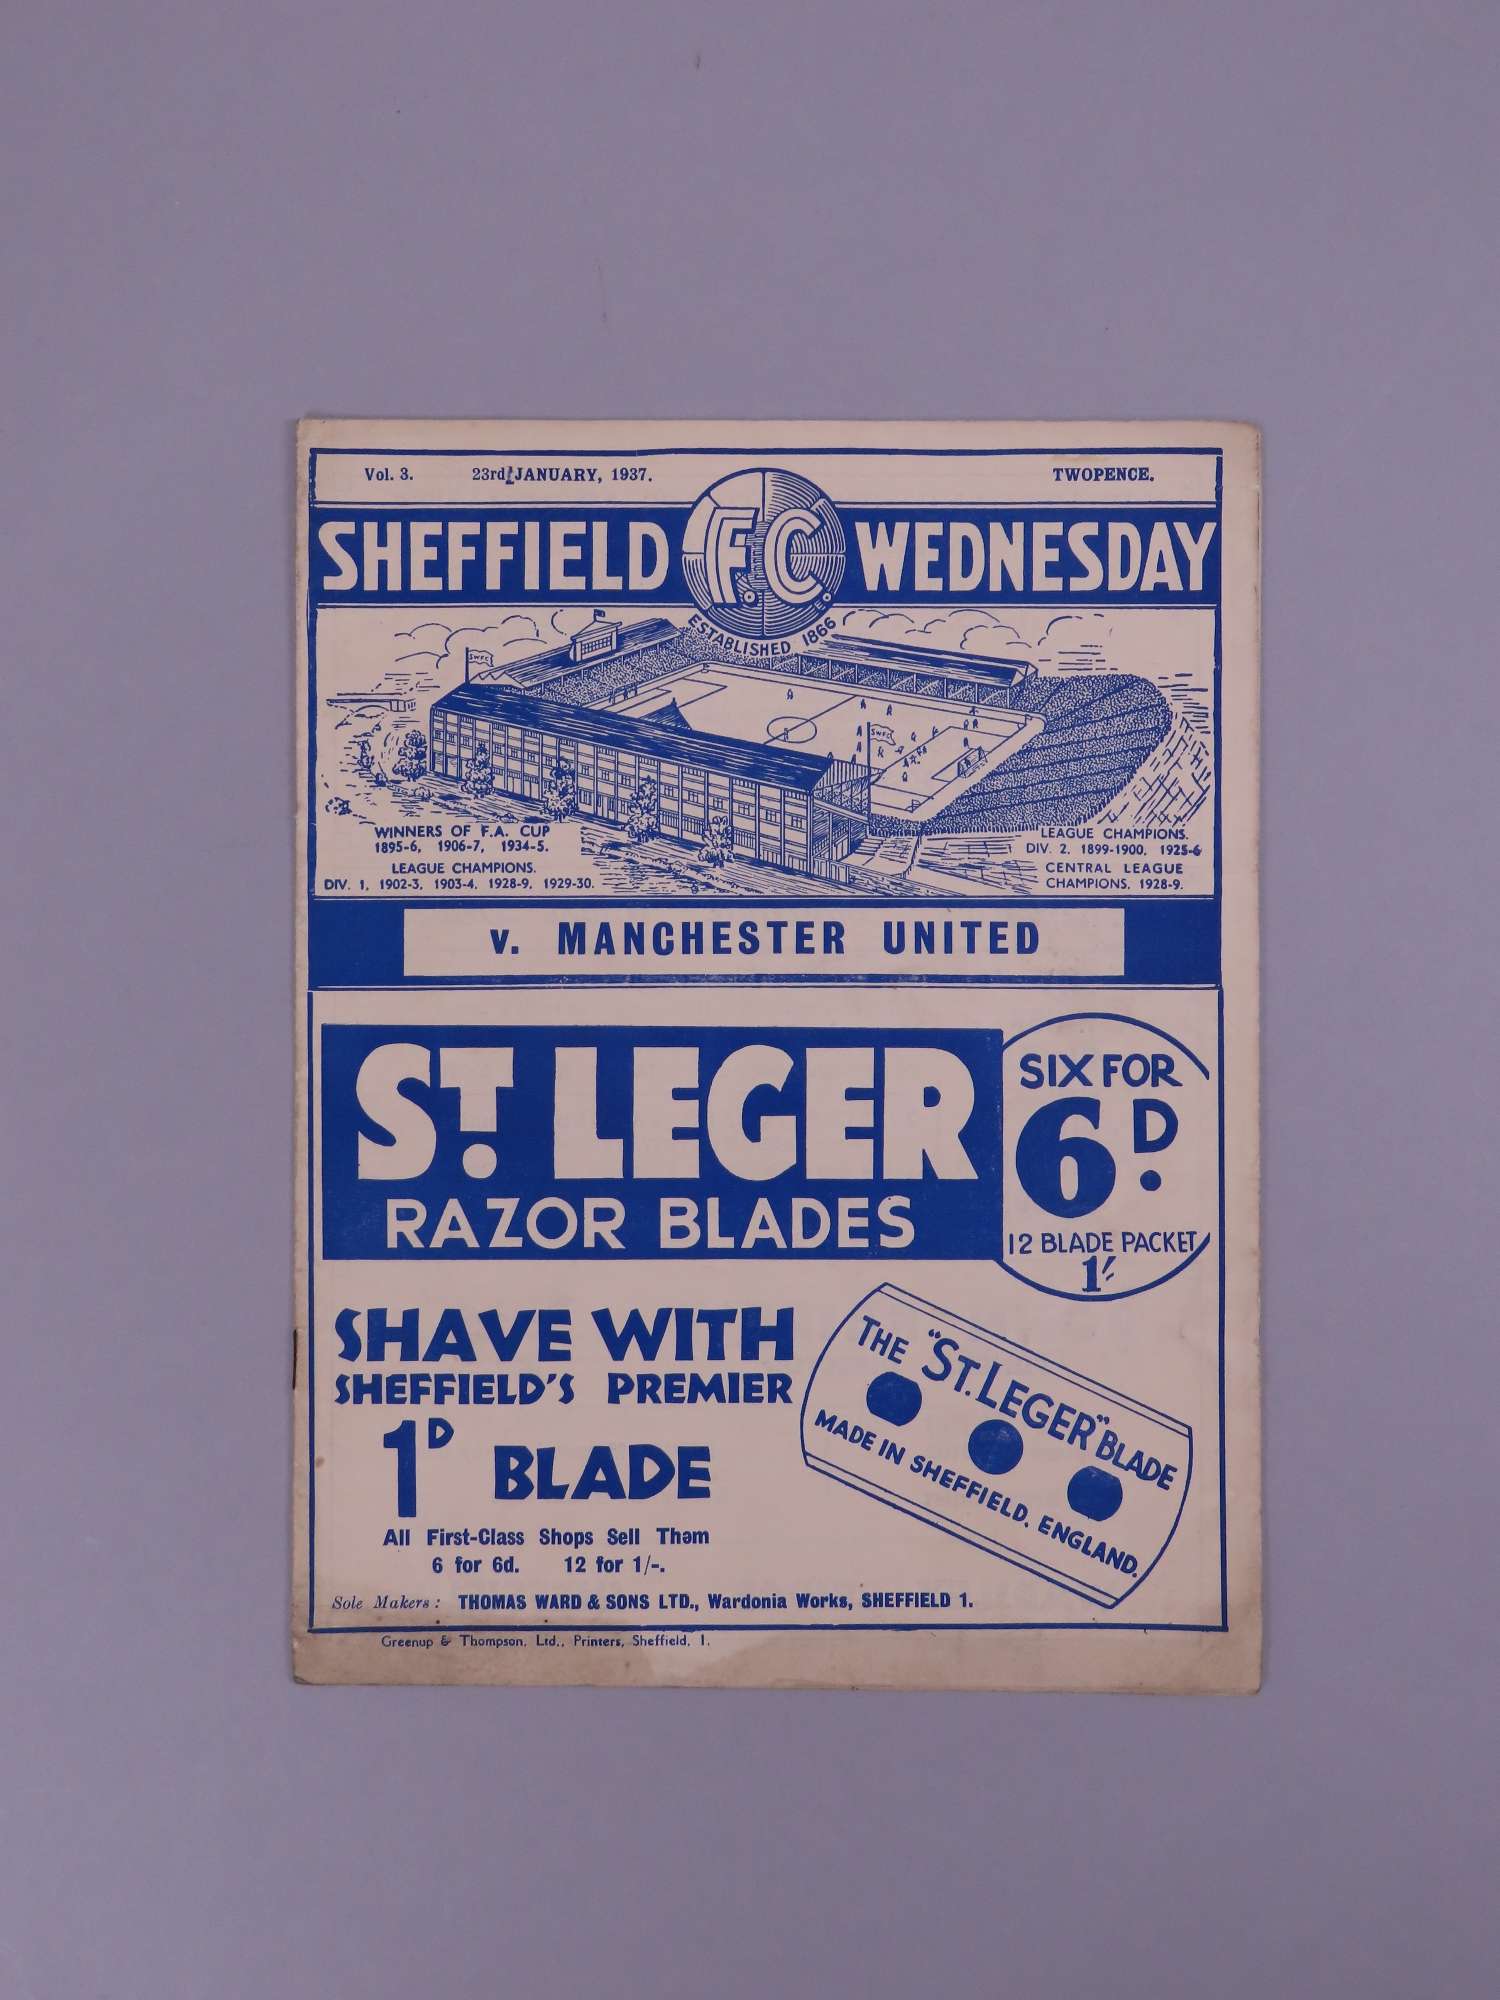 Vol. 3. 23rd JANUARY, 1937. TWOPENCE.
SHEFFIELD F.C. WEDNESDAY
ESTABLISHED 1866
SWFC
SWFC
WINNERS OF F.A. CUP
1895-6, 1906-7, 1934-5.
LEAGUE CHAMPIONS.
DIV. 1, 1902-3, 1903-4, 1928-9, 1929-30.
LEAGUE CHAMPIONS.
DIV. 2, 1899-1900, 1925-6
CENTRAL LEAGUE
CHAMPIONS, 1928-9.
v. MANCHESTER UNITED
ST. LEGER
RAZOR BLADES
SIX FOR
6D.
12 BLADE PACKET
1/-
SHAVE WITH
SHEFFIELD'S PREMIER
1D BLADE
All First-Class Shops Sell Them
6 for 6d. 12 for 1/-.
THE "ST. LEGER" BLADE
MADE IN SHEFFIELD. ENGLAND.
Sole Makers: THOMAS WARD & SONS LTD., Wardonia Works, SHEFFIELD 1.
Greenup & Thompson, Ltd., Printers, Sheffield, 1.